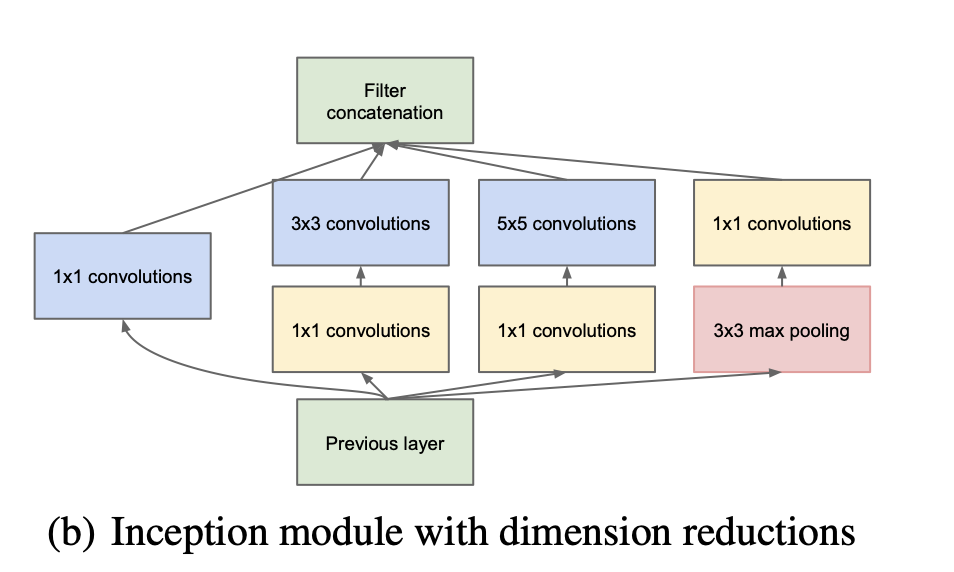 Filter
concatenation
3x3 convolutions
5x5 convolutions
1x1 convolutions
1x1 convolutions
1x1 convolutions
1x1 convolutions
3x3 max pooling
Previous layer
(b) Inception module with dimension reductions